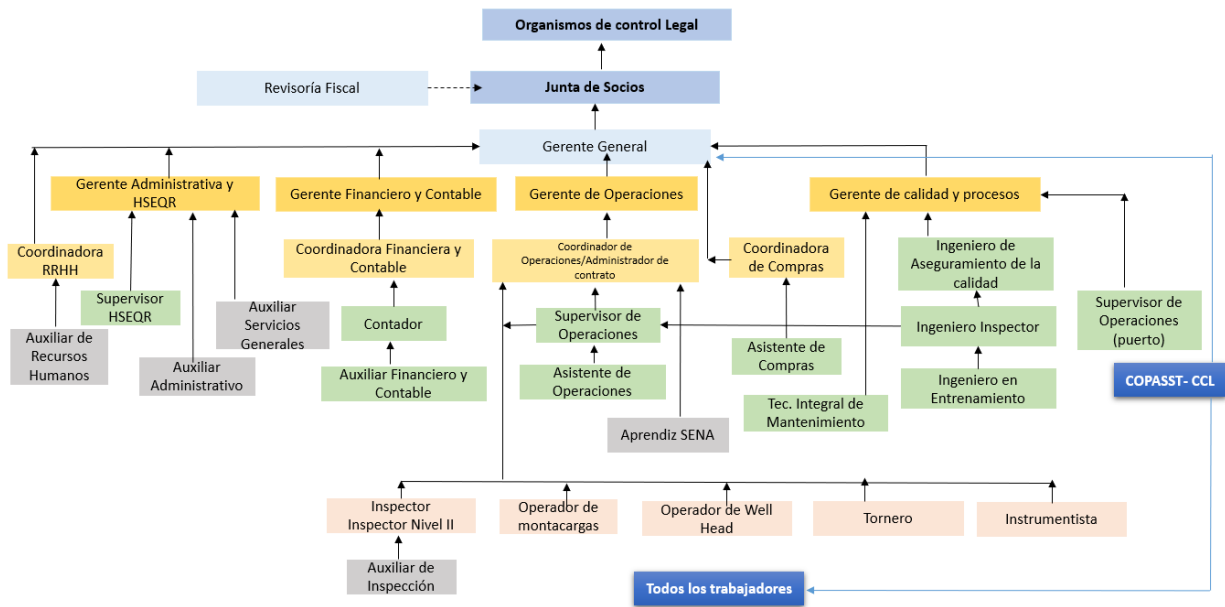 Organismos de control Legal
Revisoría Fiscal
Junta de Socios
Gerente General
Gerente Administrativa y
HSEQR
Gerente Financiero y Contable
Gerente de Operaciones
Gerente de calidad y procesos
Coordinadora
RRHH
Coordinadora Financiera y
Contable
Coordinador de
Operaciones/Administrador de
contrato
Coordinadora
de Compras
Ingeniero de
Aseguramiento de la
calidad
Supervisor
HSEQR
Auxiliar
Servicios
Generales
Contador
Supervisor de
Operaciones
Ingeniero Inspector
Supervisor de
Operaciones
(puerto)
Auxiliar de
Recursos
Humanos
Auxiliar
Administrativo
Auxiliar Financiero y
Contable
Asistente de
Operaciones
Asistente de
Compras
Ingeniero en
Entrenamiento
COPASST- CCL
Tec. Integral de
Mantenimiento
Aprendiz SENA
Inspector
Inspector Nivel II
Operador de
montacargas
Operador de Well
Head
Tornero
Instrumentista
Auxiliar de
Inspección
Todos los trabajadores